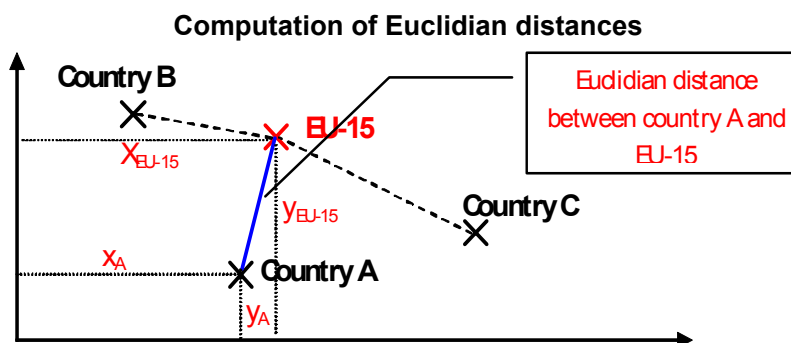 Computation of Euclidian distances
Country B
Euclidian distance
between country A and
EU-15
EU-15
XEU-15
yEU-15
Country C
xA
Country A
yA